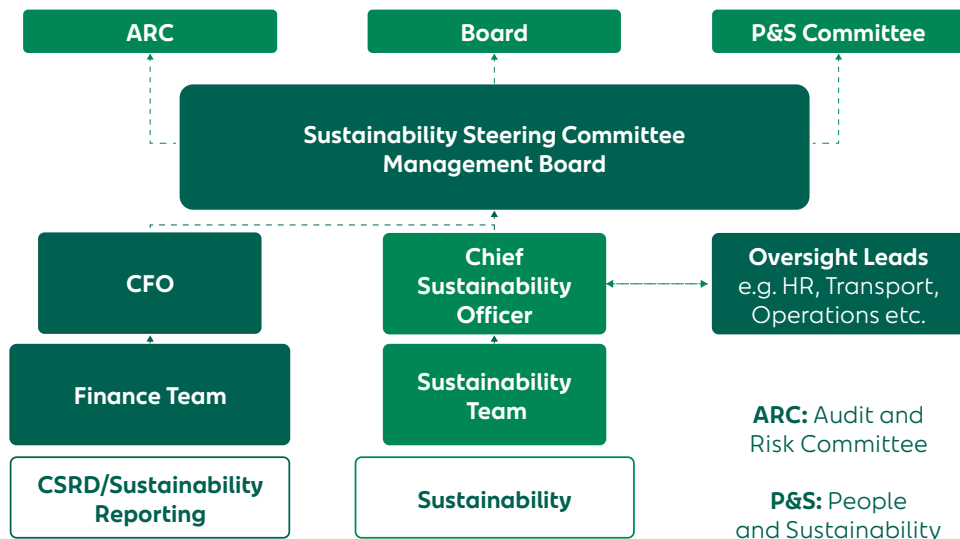 ARC
Board
P&S Committee
Sustainability Steering Committee
Management Board
CFO
Chief
Sustainability
Officer
Oversight Leads
e.g. HR, Transport,
Operations etc.
Finance Team
Sustainability
Team
ARC: Audit and
Risk Committee
CSRD/Sustainability
Reporting
Sustainability
P&S: People
and Sustainability